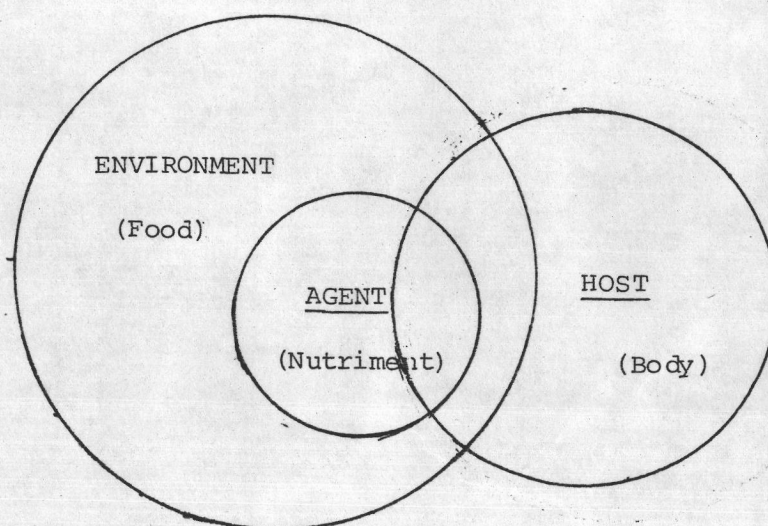 ENVIRONMENT
(Food)
AGENT
(Nutriment)
HOST
(Body)